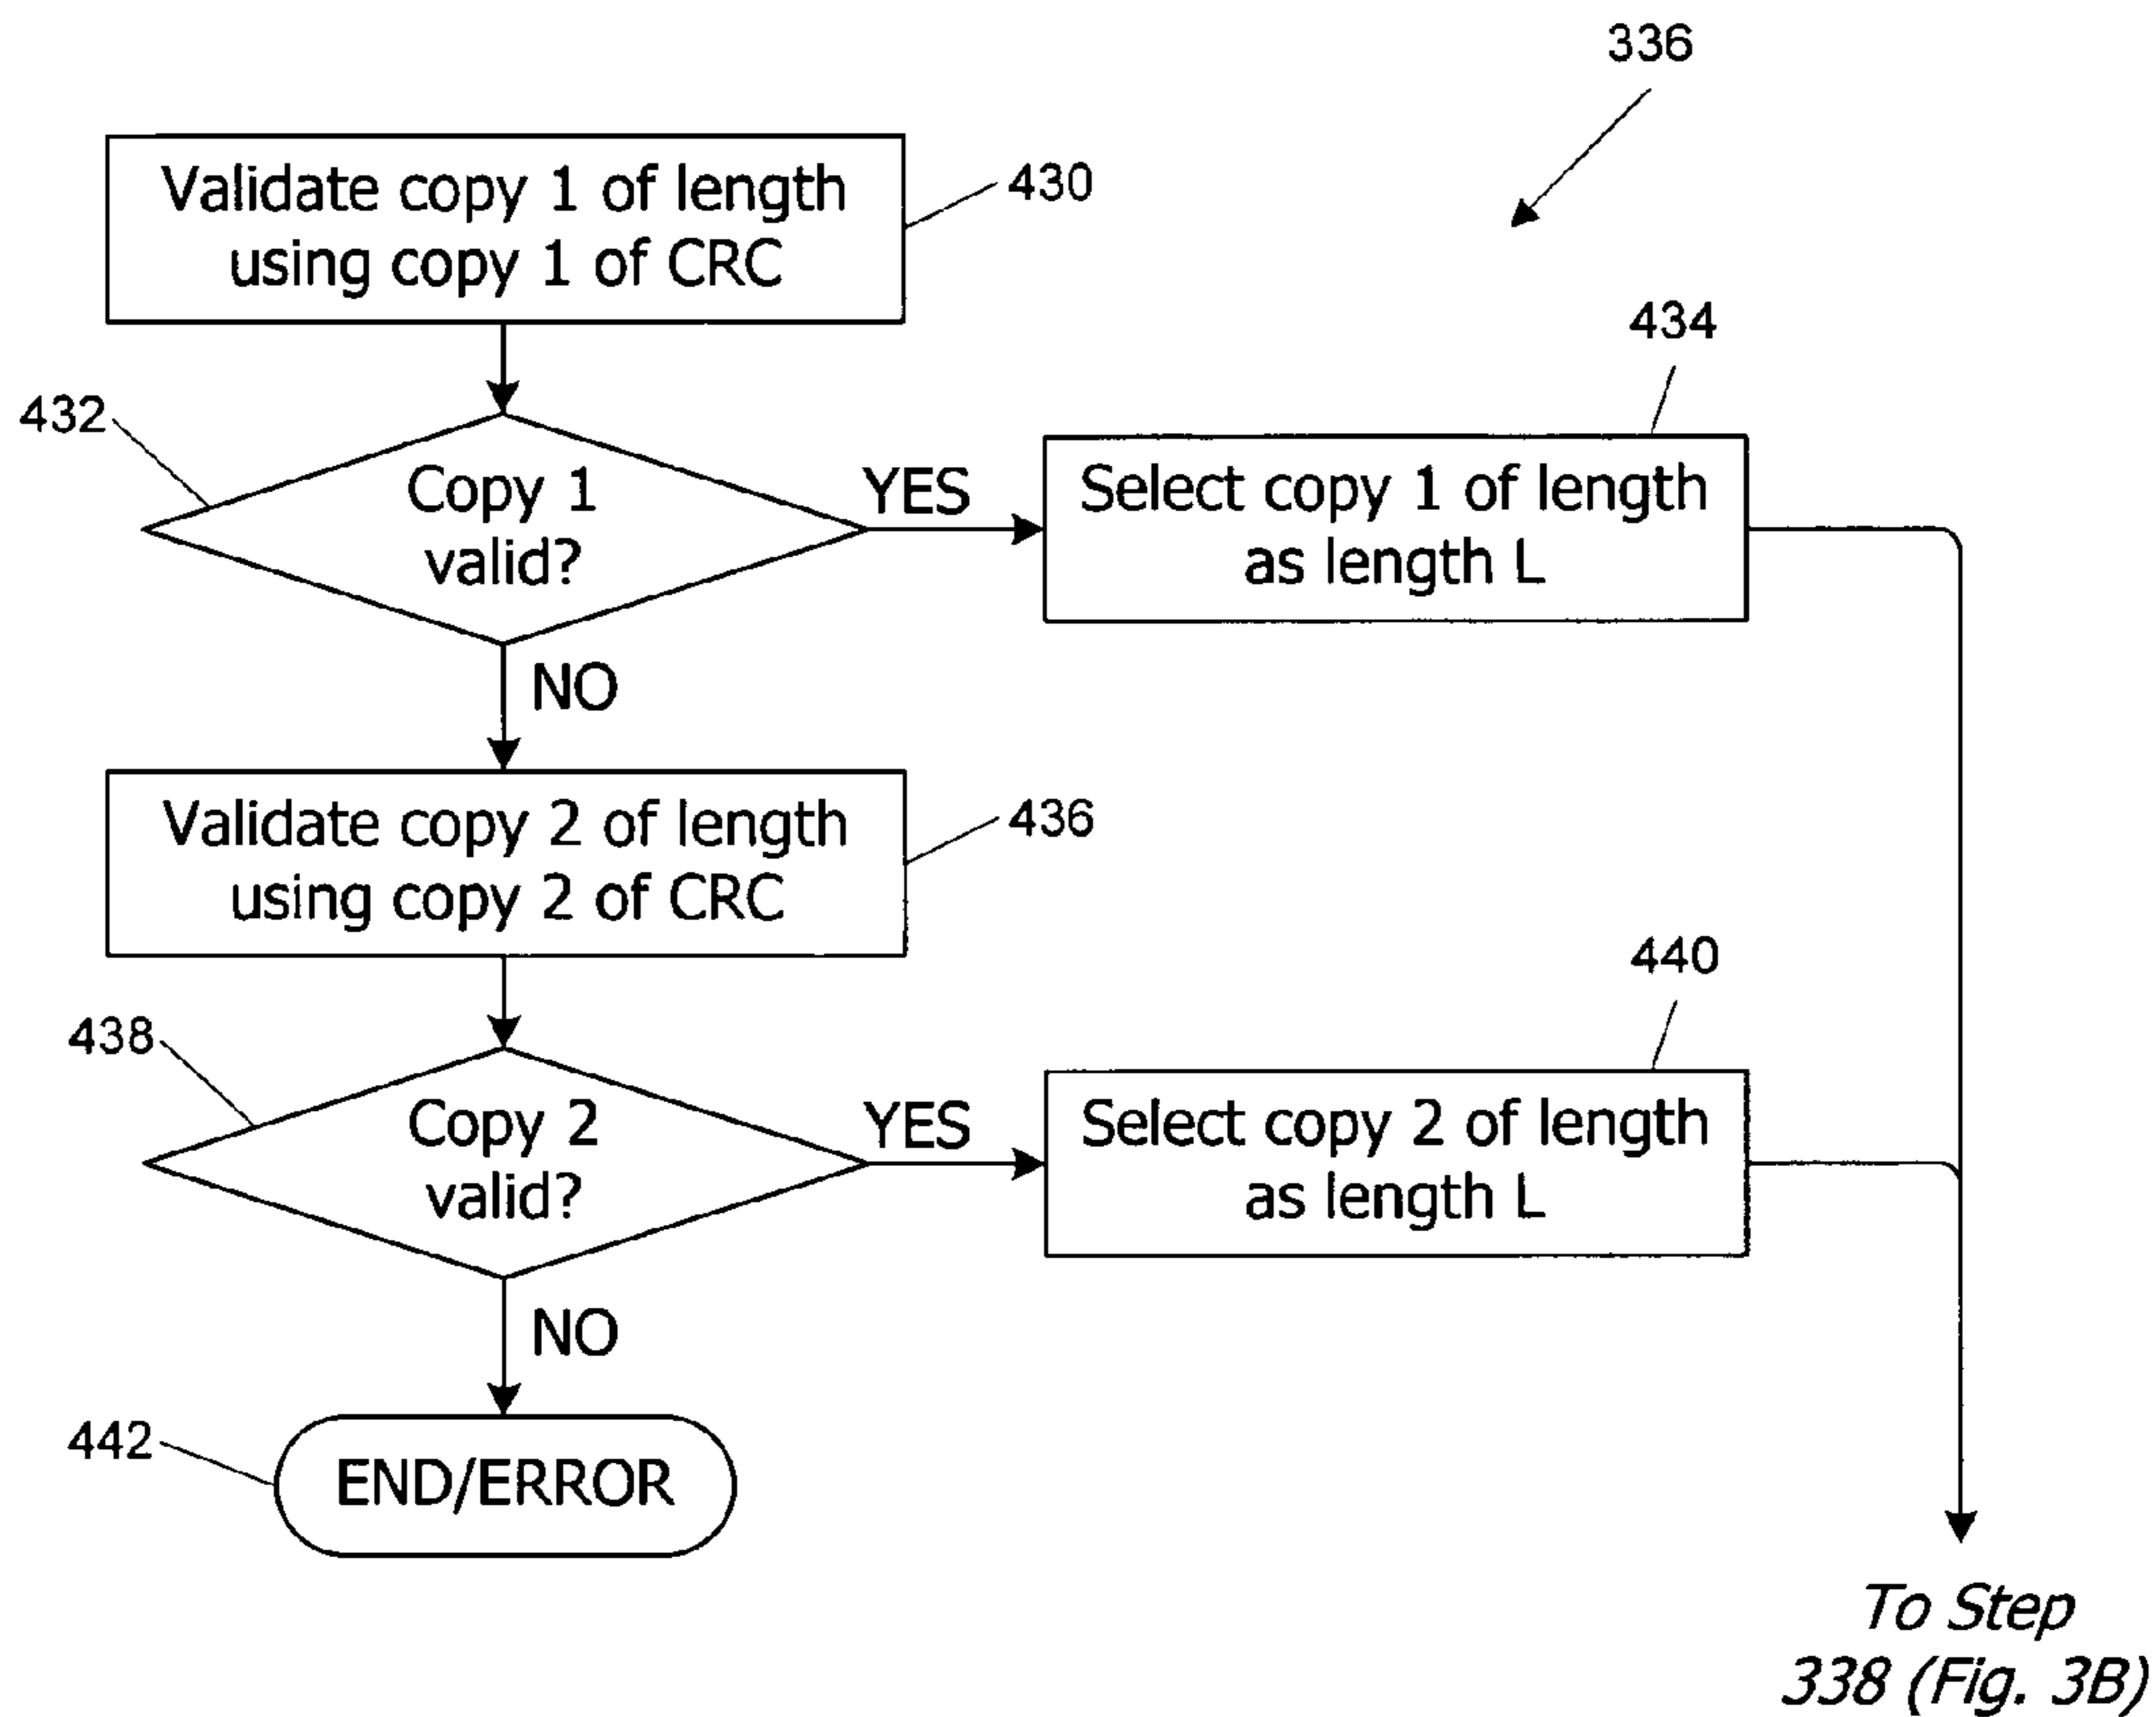 336
Validate copy 1 of length
using copy 1 of CRC
430
434
432
Copy 1
valid?
YES
Select copy 1 of length
as length L
NO
Validate copy 2 of length
using copy 2 of CRC
436
440
438
Copy 2
valid?
YES
Select copy 2 of length
as length L
NO
442
END/ERROR
To Step
338 (Fig. 3B)